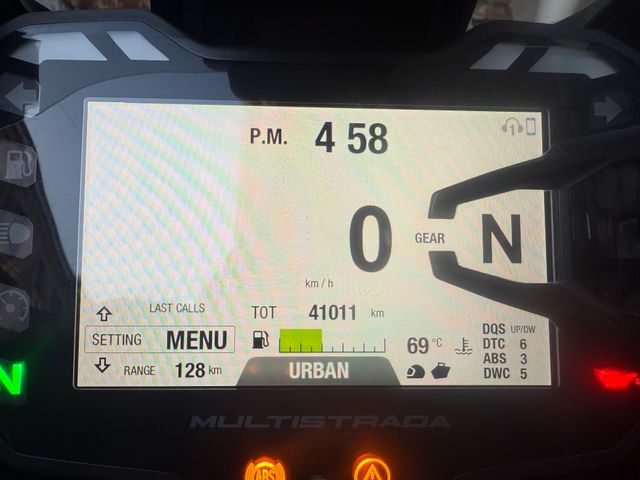 P.M. 4 58
1
0
GEAR N
km / h
LAST CALLS
TOT 41011 km
SETTING MENU
RANGE 128 km
69 °C
DQS UP/DW
DTC 6
ABS 3
DWC 5
URBAN
N
MULTISTRADA
ABS